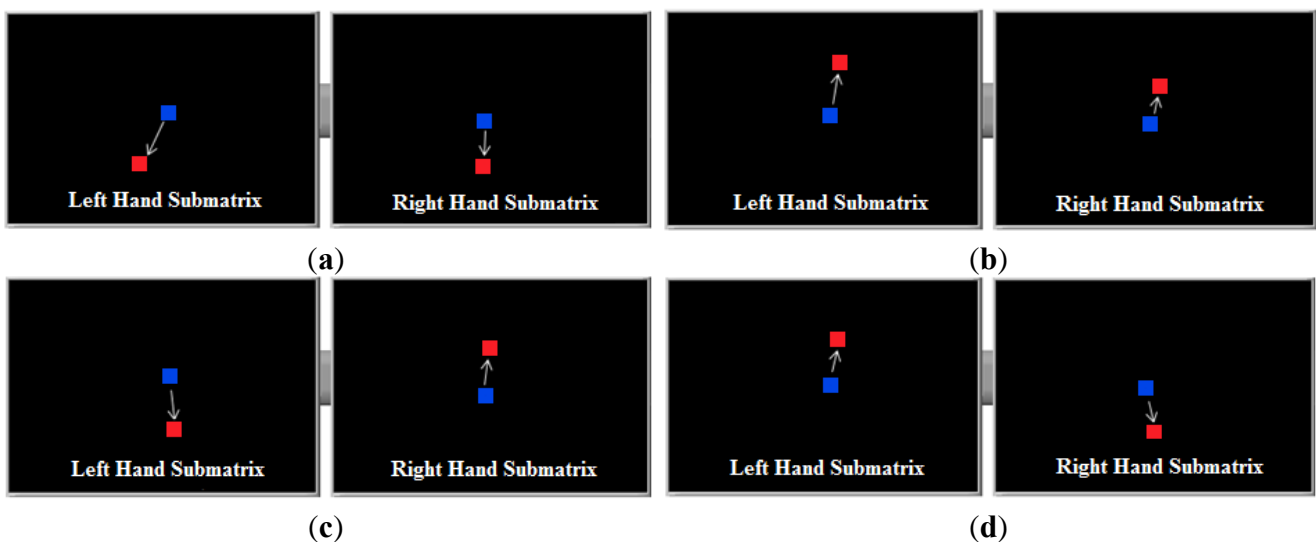 Left Hand Submatrix
Right Hand Submatrix
Left Hand Submatrix
Right Hand Submatrix
(a)
(b)
Left Hand Submatrix
Right Hand Submatrix
Left Hand Submatrix
Right Hand Submatrix
(c)
(d)